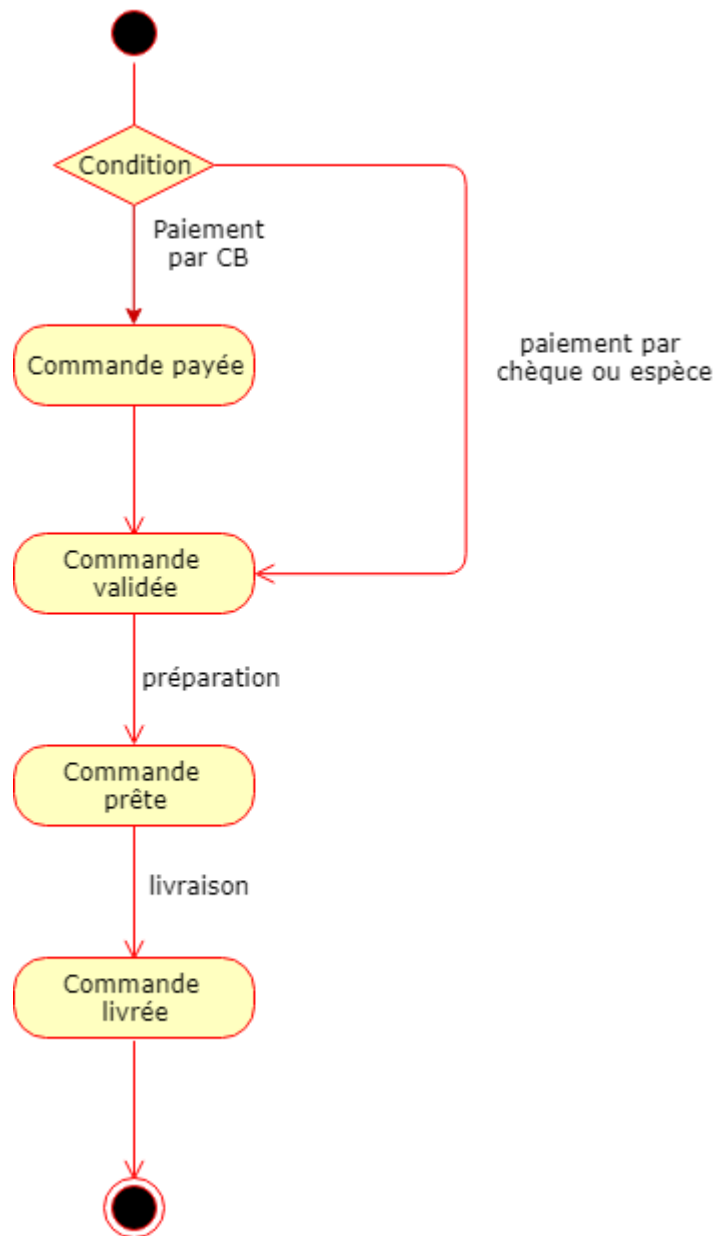 Condition
Paiement
par CB
Commande payée
paiement par
chèque ou espèce
Commande
validée
préparation
Commande
prête
livraison
Commande
livrée